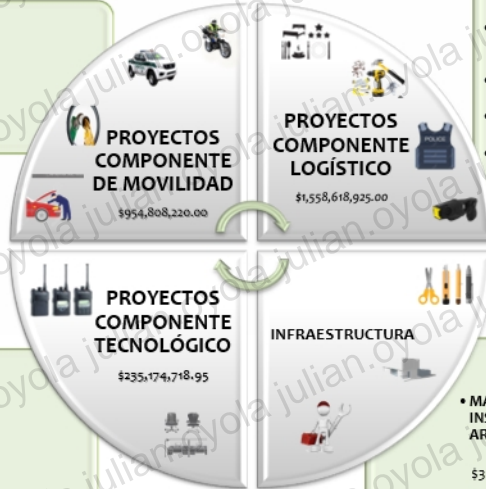 PROYECTOS
COMPONENTE
DE MOVILIDAD
$954,808,220.00
PROYECTOS
COMPONENTE
LOGÍSTICO
$1,558,618,925.00
POLICE
PROYECTOS
COMPONENTE
TECNOLÓGICO
$235,174,718.95
INFRAESTRUCTURA
julian.oyola